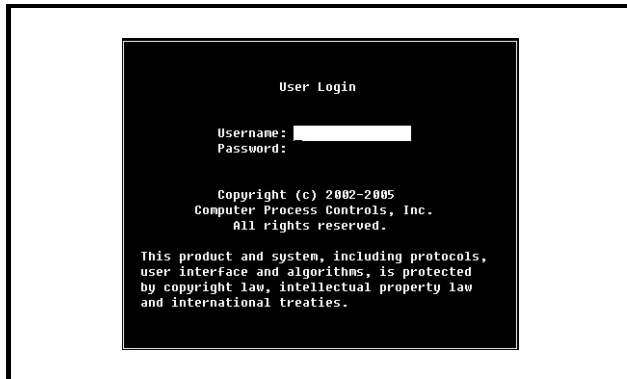 User Login
Username:
Password:
Copyright (c) 2002-2005
Computer Process Controls, Inc.
All rights reserved.
This product and system, including protocols,
user interface and algorithms, is protected
by copyright law, intellectual property law
and international treaties.